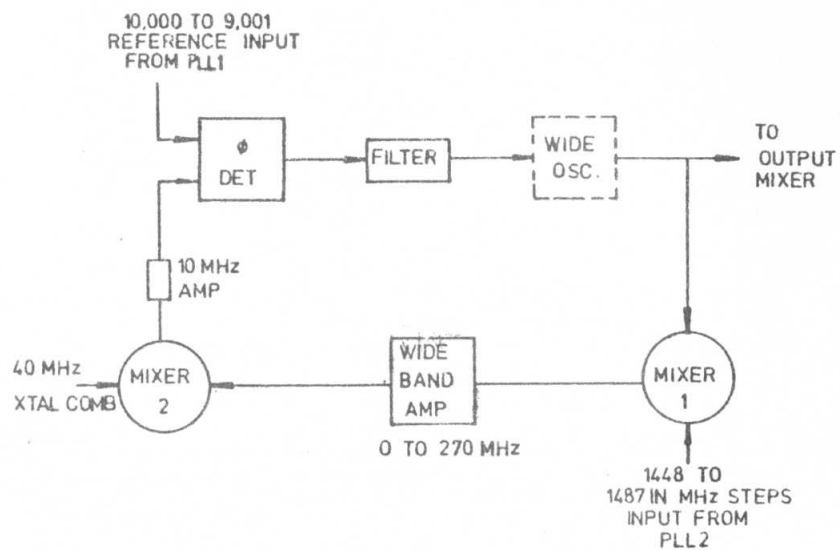 10,000 TO 9,001
REFERENCE INPUT
FROM PLL1
ϕ
DET
FILTER
WIDE
OSC.
TO
OUTPUT
MIXER
10 MHz
AMP
40 MHz
XTAL COMB
MIXER
2
WIDE
BAND
AMP
0 TO 270 MHz
MIXER
1
1448 TO
1487 IN MHz STEPS
INPUT FROM
PLL2